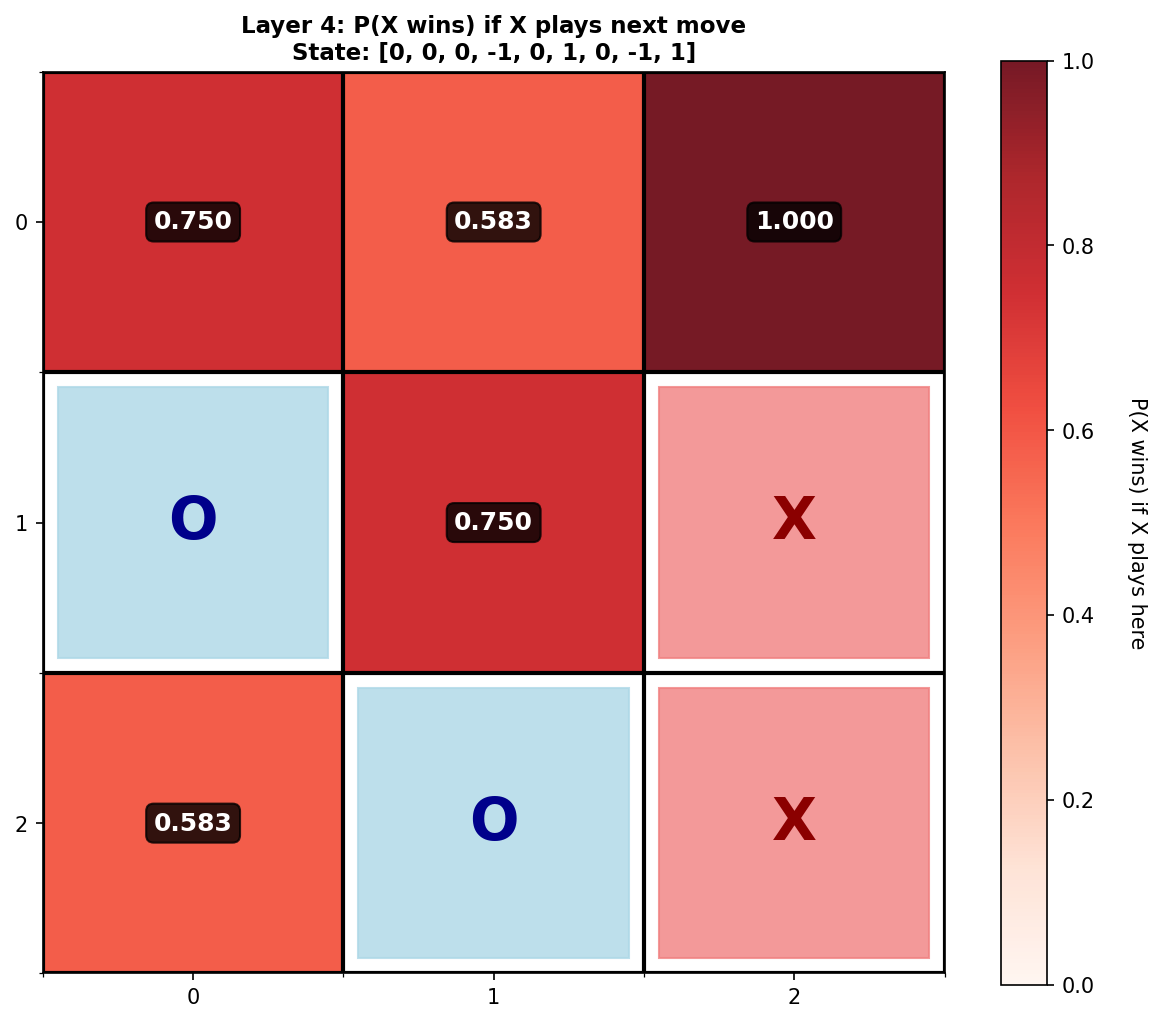 Layer 4: P(X wins) if X plays next move
State: [0, 0, 0, -1, 0, 1, 0, -1, 1]
0
0.750
0.583
1.000
1
O
0.750
X
2
0.583
O
X
0
1
2
1.0
0.8
0.6
0.4
0.2
0.0
P(X wins) if X plays here